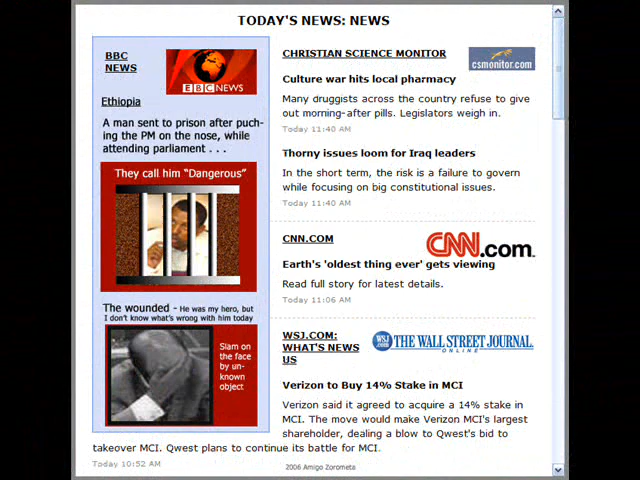 TODAY'S NEWS: NEWS
BBC
NEWS
BBC NEWS
Ethiopia
A man sent to prison after puch-
ing the PM on the nose, while
attending parliament . . .
They call him "Dangerous"
The wounded - He was my hero, but
I don't know what's wrong with him today
Slam on
the face
by un-
known
object
CHRISTIAN SCIENCE MONITOR
csmonitor.com
Culture war hits local pharmacy
Many druggists across the country refuse to give
out morning-after pills. Legislators weigh in.
Today 11:40 AM
Thorny issues loom for Iraq leaders
In the short term, the risk is a failure to govern
while focusing on big constitutional issues.
Today 11:40 AM
CNN.COM
CNN.com
Earth's 'oldest thing ever' gets viewing
Read full story for latest details.
Today 11:06 AM
WSJ.COM:
WHAT'S NEWS
US
WSJ.com THE WALL STREET JOURNAL
ONLINE
Verizon to Buy 14% Stake in MCI
Verizon said it agreed to acquire a 14% stake in
MCI. The move would make Verizon MCI's largest
shareholder, dealing a blow to Qwest's bid to
takeover MCI. Qwest plans to continue its battle for MCI.
Today 10:52 AM
2006 Amigo Zorometa